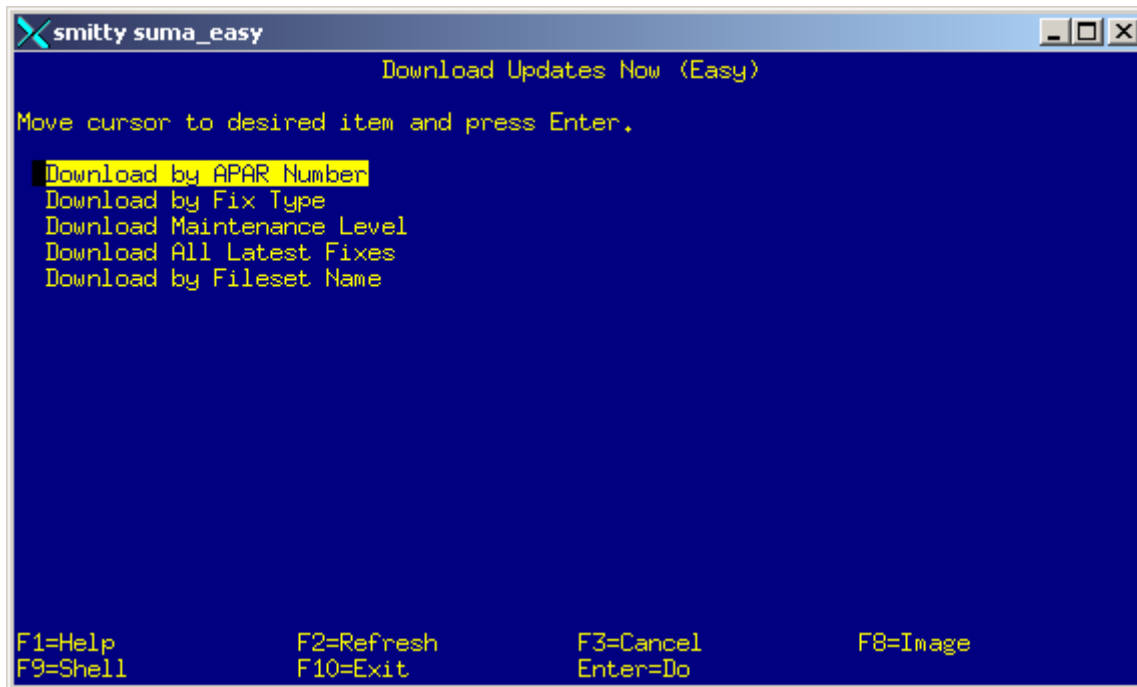 smitty suma_easy
Download Updates Now (Easy)
Move cursor to desired item and press Enter.
Download by APAR Number
Download by Fix Type
Download Maintenance Level
Download All Latest Fixes
Download by Fileset Name
F1=Help F2=Refresh F3=Cancel F8=Image
F9=Shell F10=Exit Enter=Do